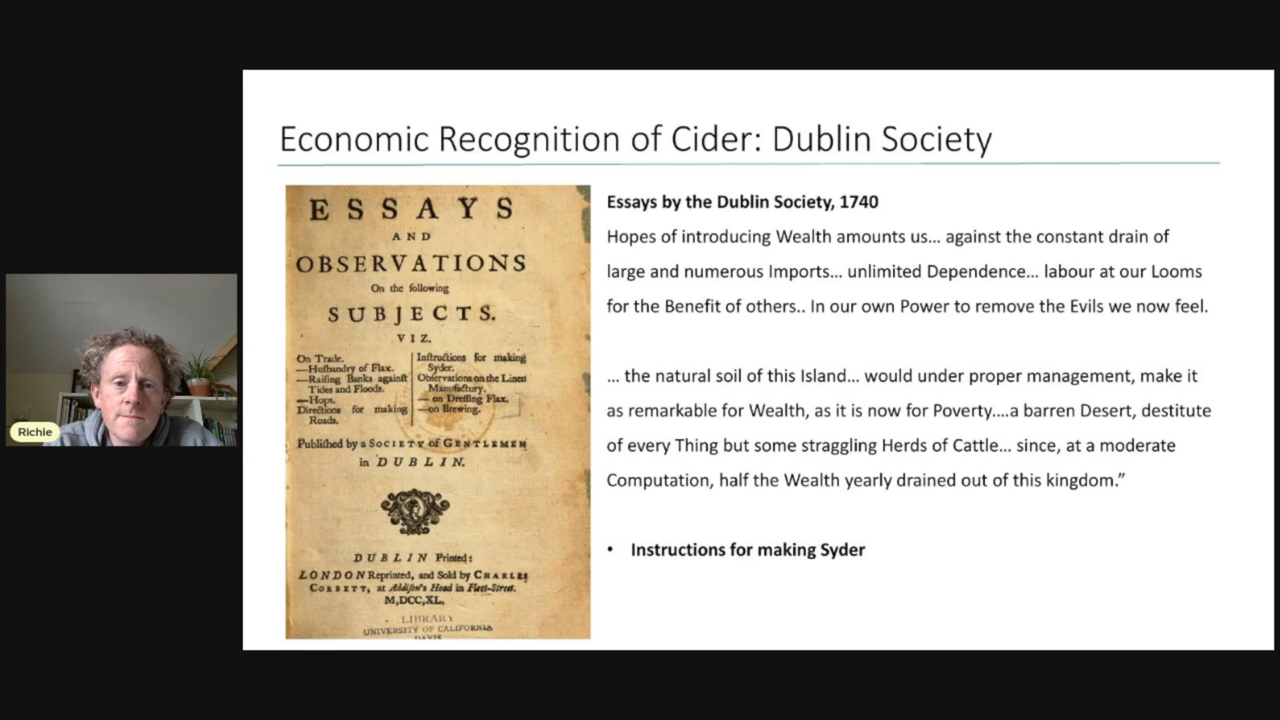 Economic Recognition of Cider: Dublin Society
ESSAYS
AND
OBSERVATIONS
On the following
SUBJECTS.
VIZ.
On Trade.
—Huſbandry of Flax.
—Raiſing Banks againſt
Tides and Floods.
—Hops.
Directions for making
Roads.
Inſtructions for making
Syder.
Obſervations on the Linen
Manufactury.
— on Dreſſing Flax.
—on Brewing.
Publiſhed by a SOCIETY of GENTLEMEN
in DUBLIN.
DUBLIN Printed:
LONDON Reprinted, and Sold by CHARLES
CORBETT, at Addiſon's Head in Fleet-Street.
M,DCC,XL.
LIBRARY
UNIVERSITY OF CALIFORNIA
DAVIS
Essays by the Dublin Society, 1740
Hopes of introducing Wealth amounts us... against the constant drain of
large and numerous Imports... unlimited Dependence... labour at our Looms
for the Benefit of others.. In our own Power to remove the Evils we now feel.
... the natural soil of this Island... would under proper management, make it
as remarkable for Wealth, as it is now for Poverty....a barren Desert, destitute
of every Thing but some straggling Herds of Cattle... since, at a moderate
Computation, half the Wealth yearly drained out of this kingdom.”
• Instructions for making Syder
Richie